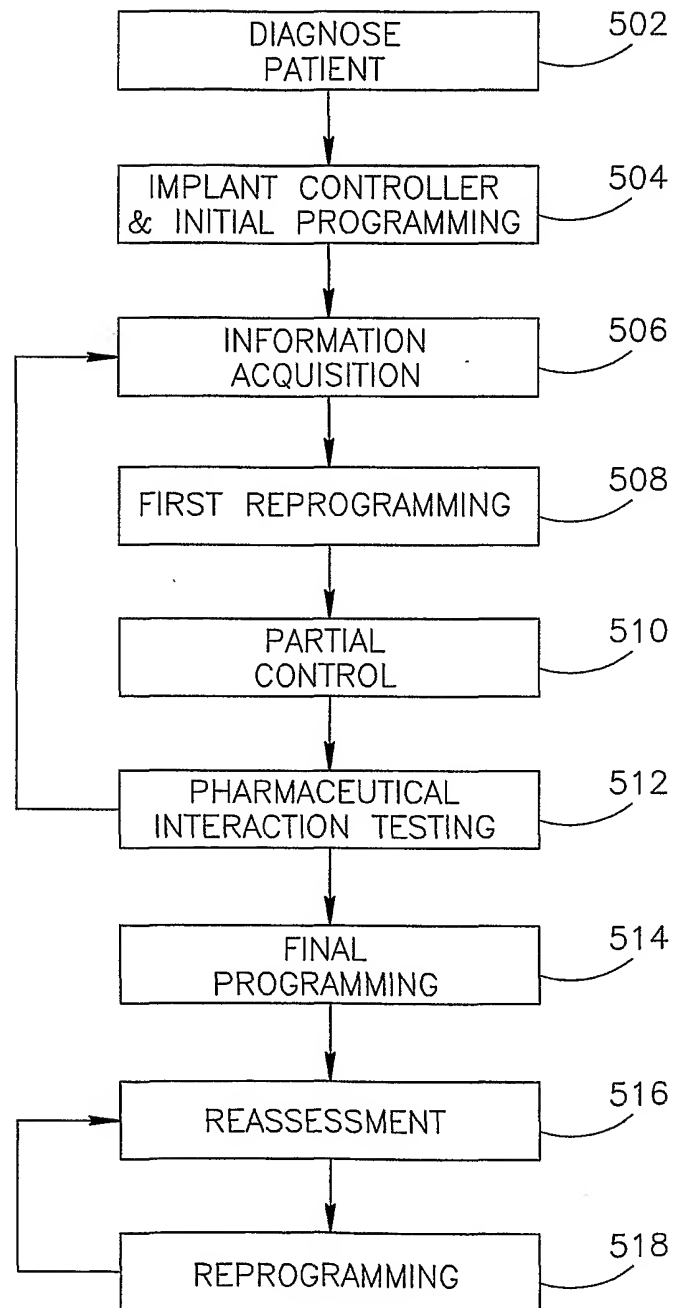 DIAGNOSE
PATIENT
502
IMPLANT CONTROLLER
& INITIAL PROGRAMMING
504
INFORMATION
ACQUISITION
506
FIRST REPROGRAMMING
508
PARTIAL
CONTROL
510
PHARMACEUTICAL
INTERACTION TESTING
512
FINAL
PROGRAMMING
514
REASSESSMENT
516
REPROGRAMMING
518